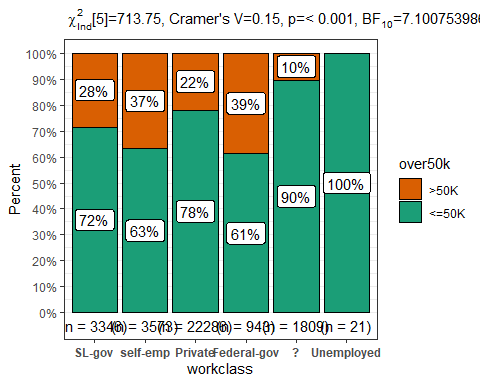 χ²Ind[5]=713.75, Cramer's V=0.15, p=< 0.001, BF10=7.100753986
100%
90%
80%
70%
60%
50%
40%
30%
20%
10%
0%
Percent
28%
37%
22%
39%
10%
72%
63%
78%
61%
90%
100%
(n = 1809)
(n = 21)
SL-gov
self-emp
Private
Federal-gov
?
Unemployed
workclass
over50k
>50K
<=50K